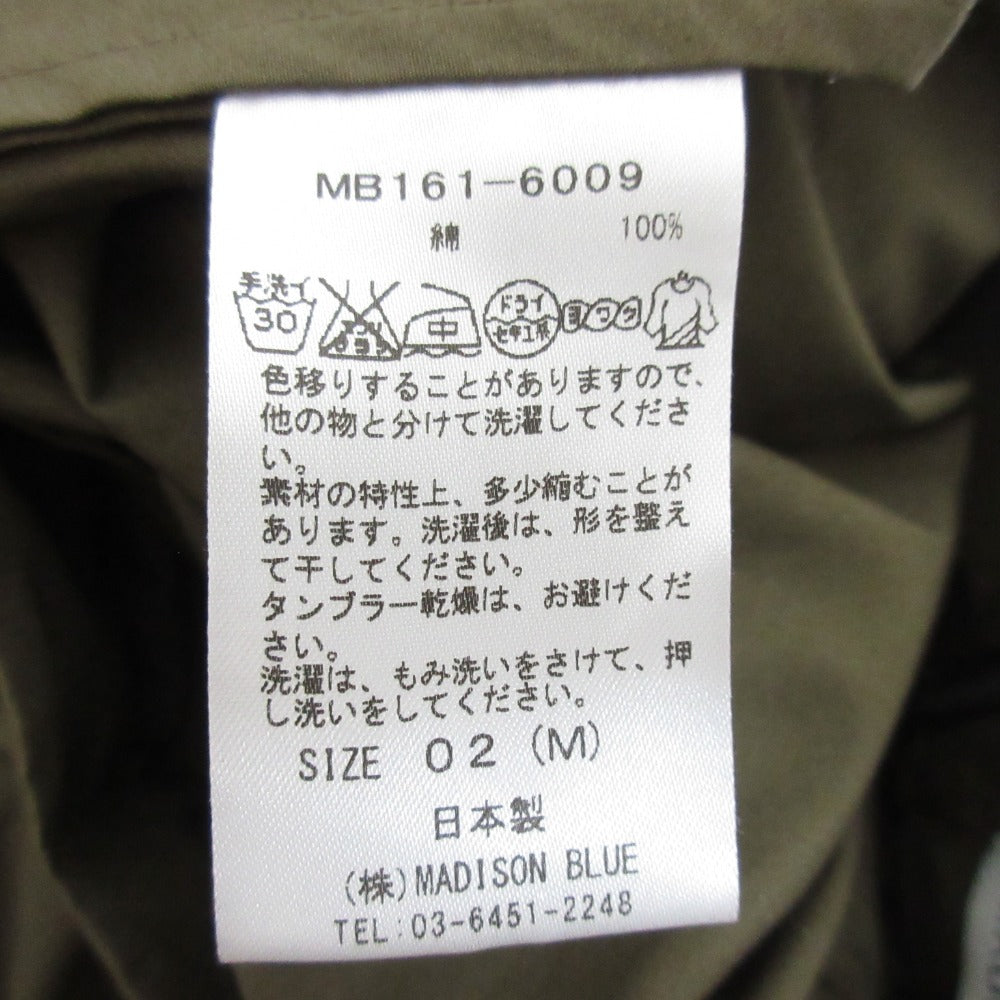 MB161-6009
綿 100%
手洗イ 30 エンソサラシ 中 ドライ セキユ系 ヨワク
色移りすることがありますので、
他の物と分けて洗濯してくださ
い。
素材の特性上、多少縮むことが
あります。洗濯後は、形を整え
て干してください。
タンブラー乾燥は、お避けくだ
さい。
洗濯は、もみ洗いをさけて、押
し洗いをしてください。
SIZE 02 (M)
日本製
(株)MADISON BLUE
TEL:03-6451-2248